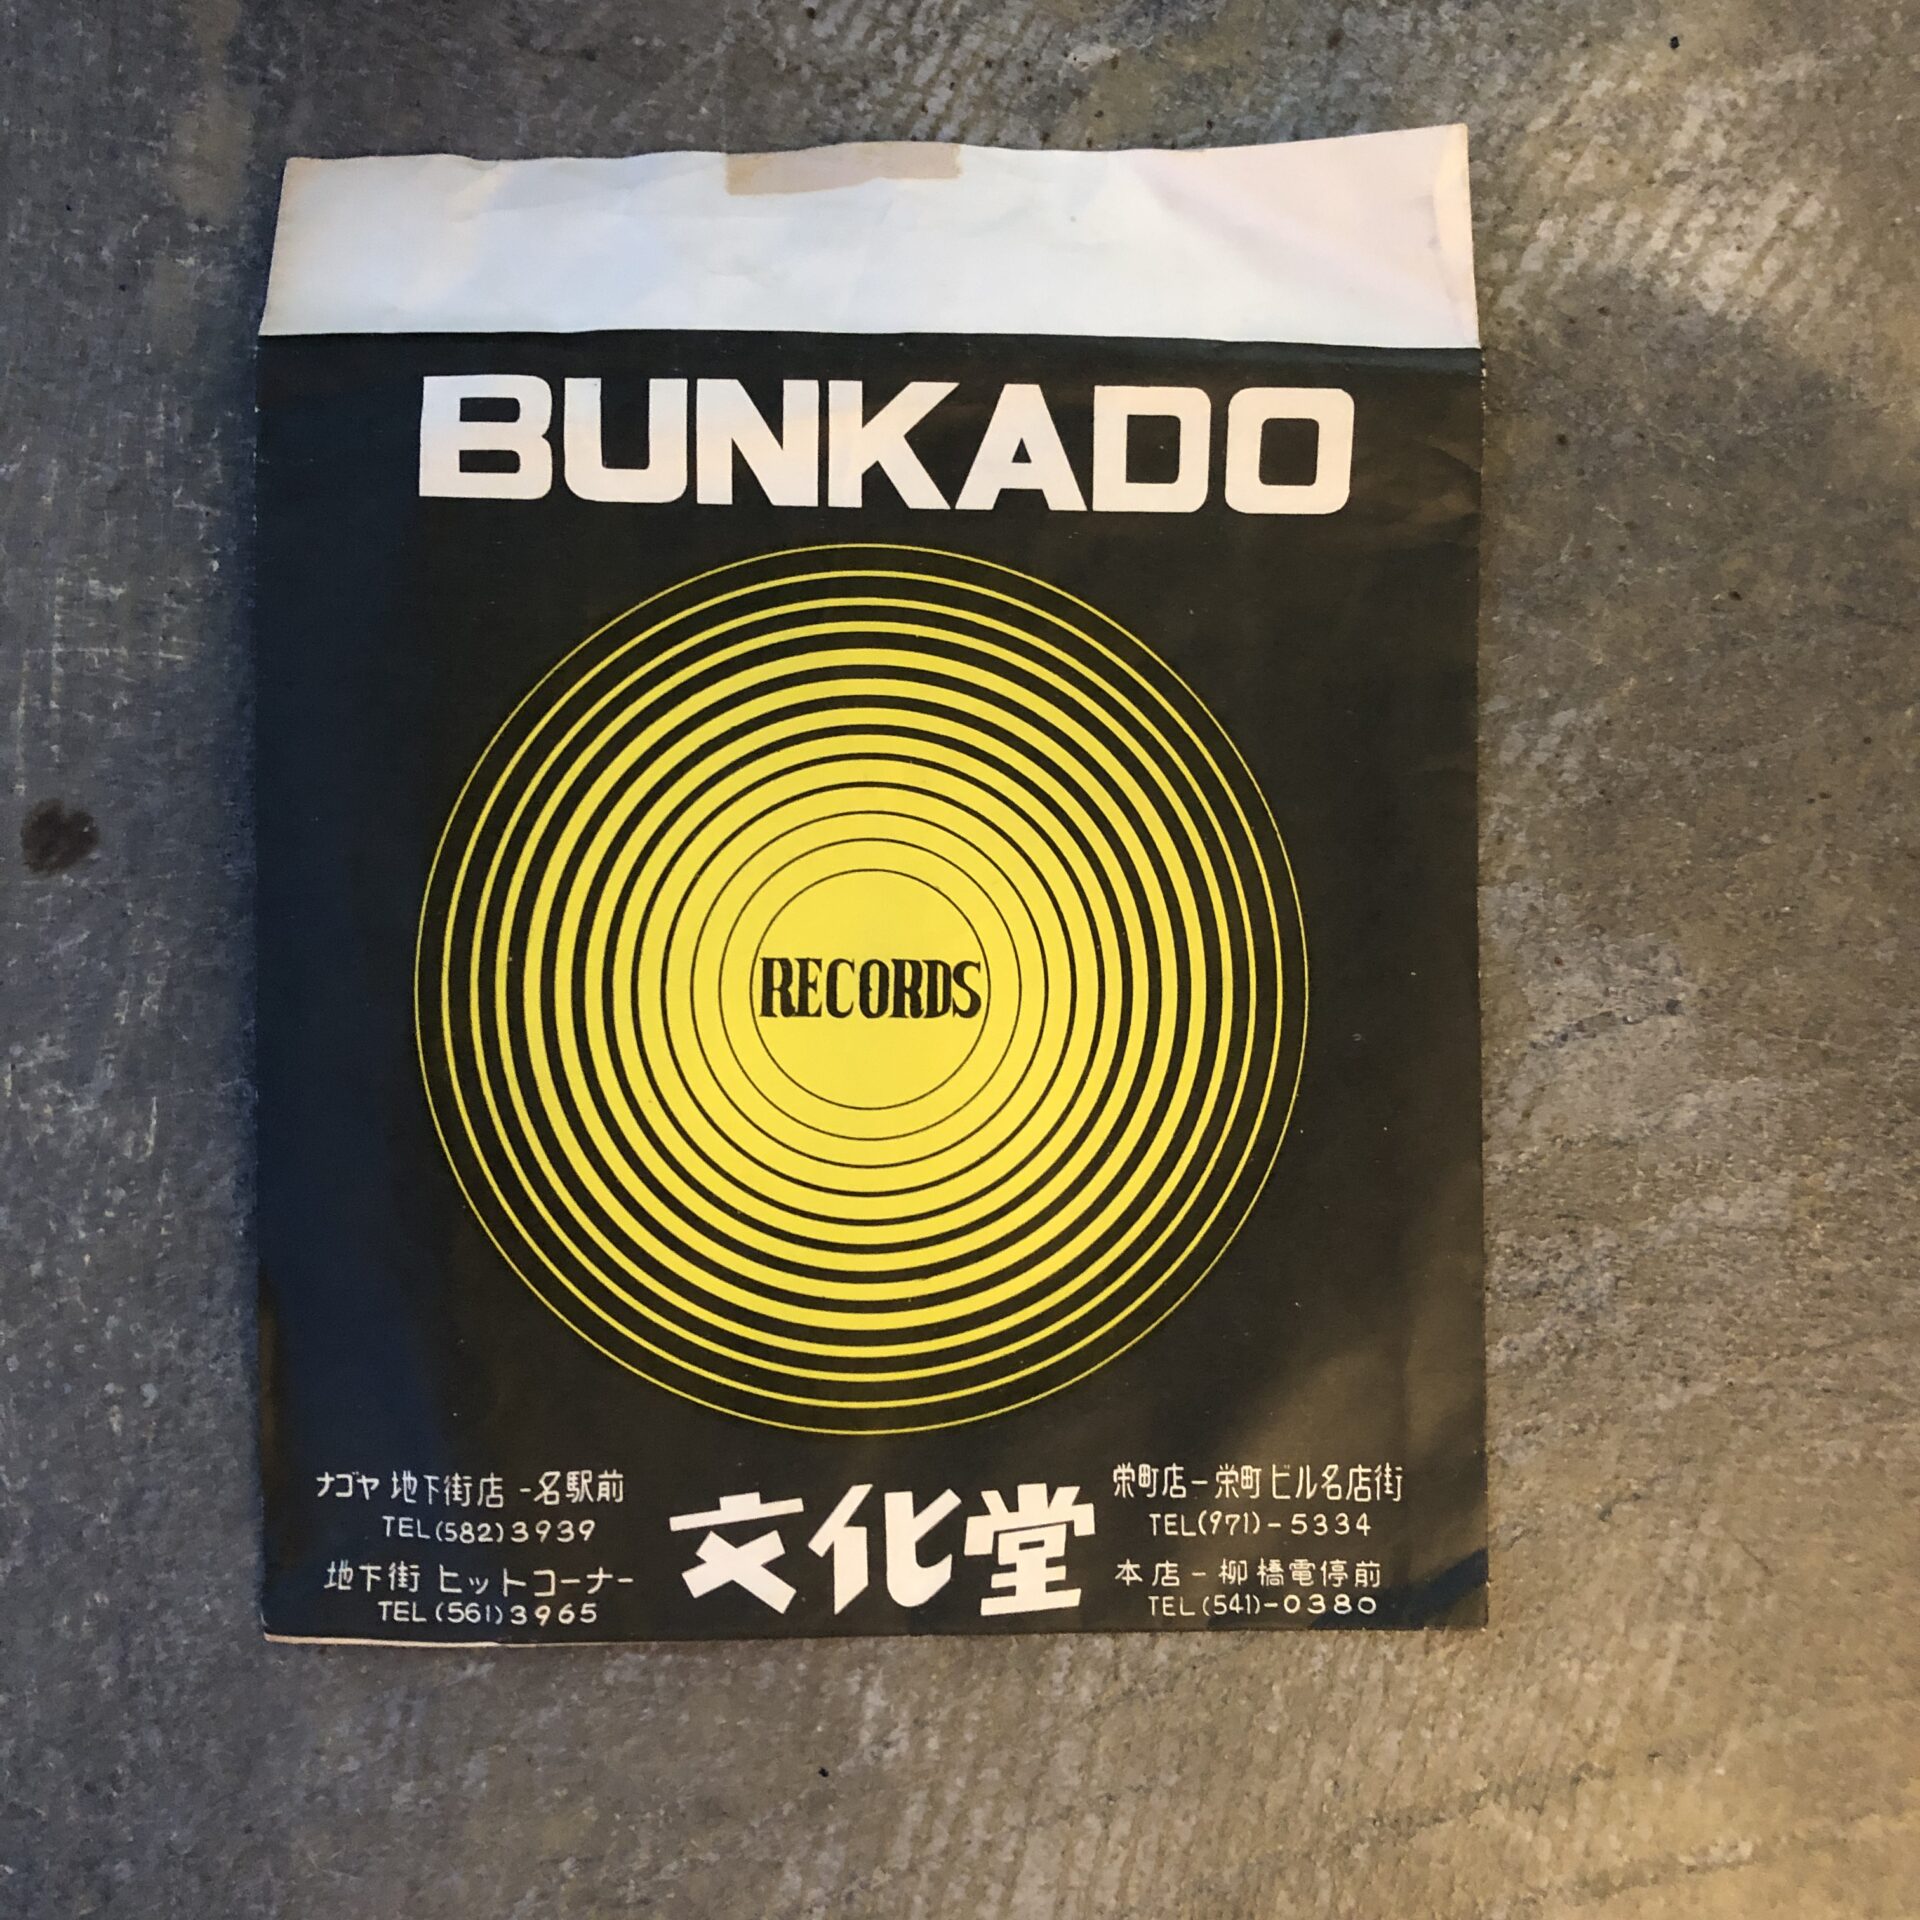 BUNKADO
RECORDS
ナゴヤ 地下街店 -名駅前
TEL(582)3939
地下街 ヒットコーナー
TEL(561)3965
文化堂
栄町店-栄町 ビル名店街
TEL(971)-5334
本店-柳橋電停前
TEL(541)-0380